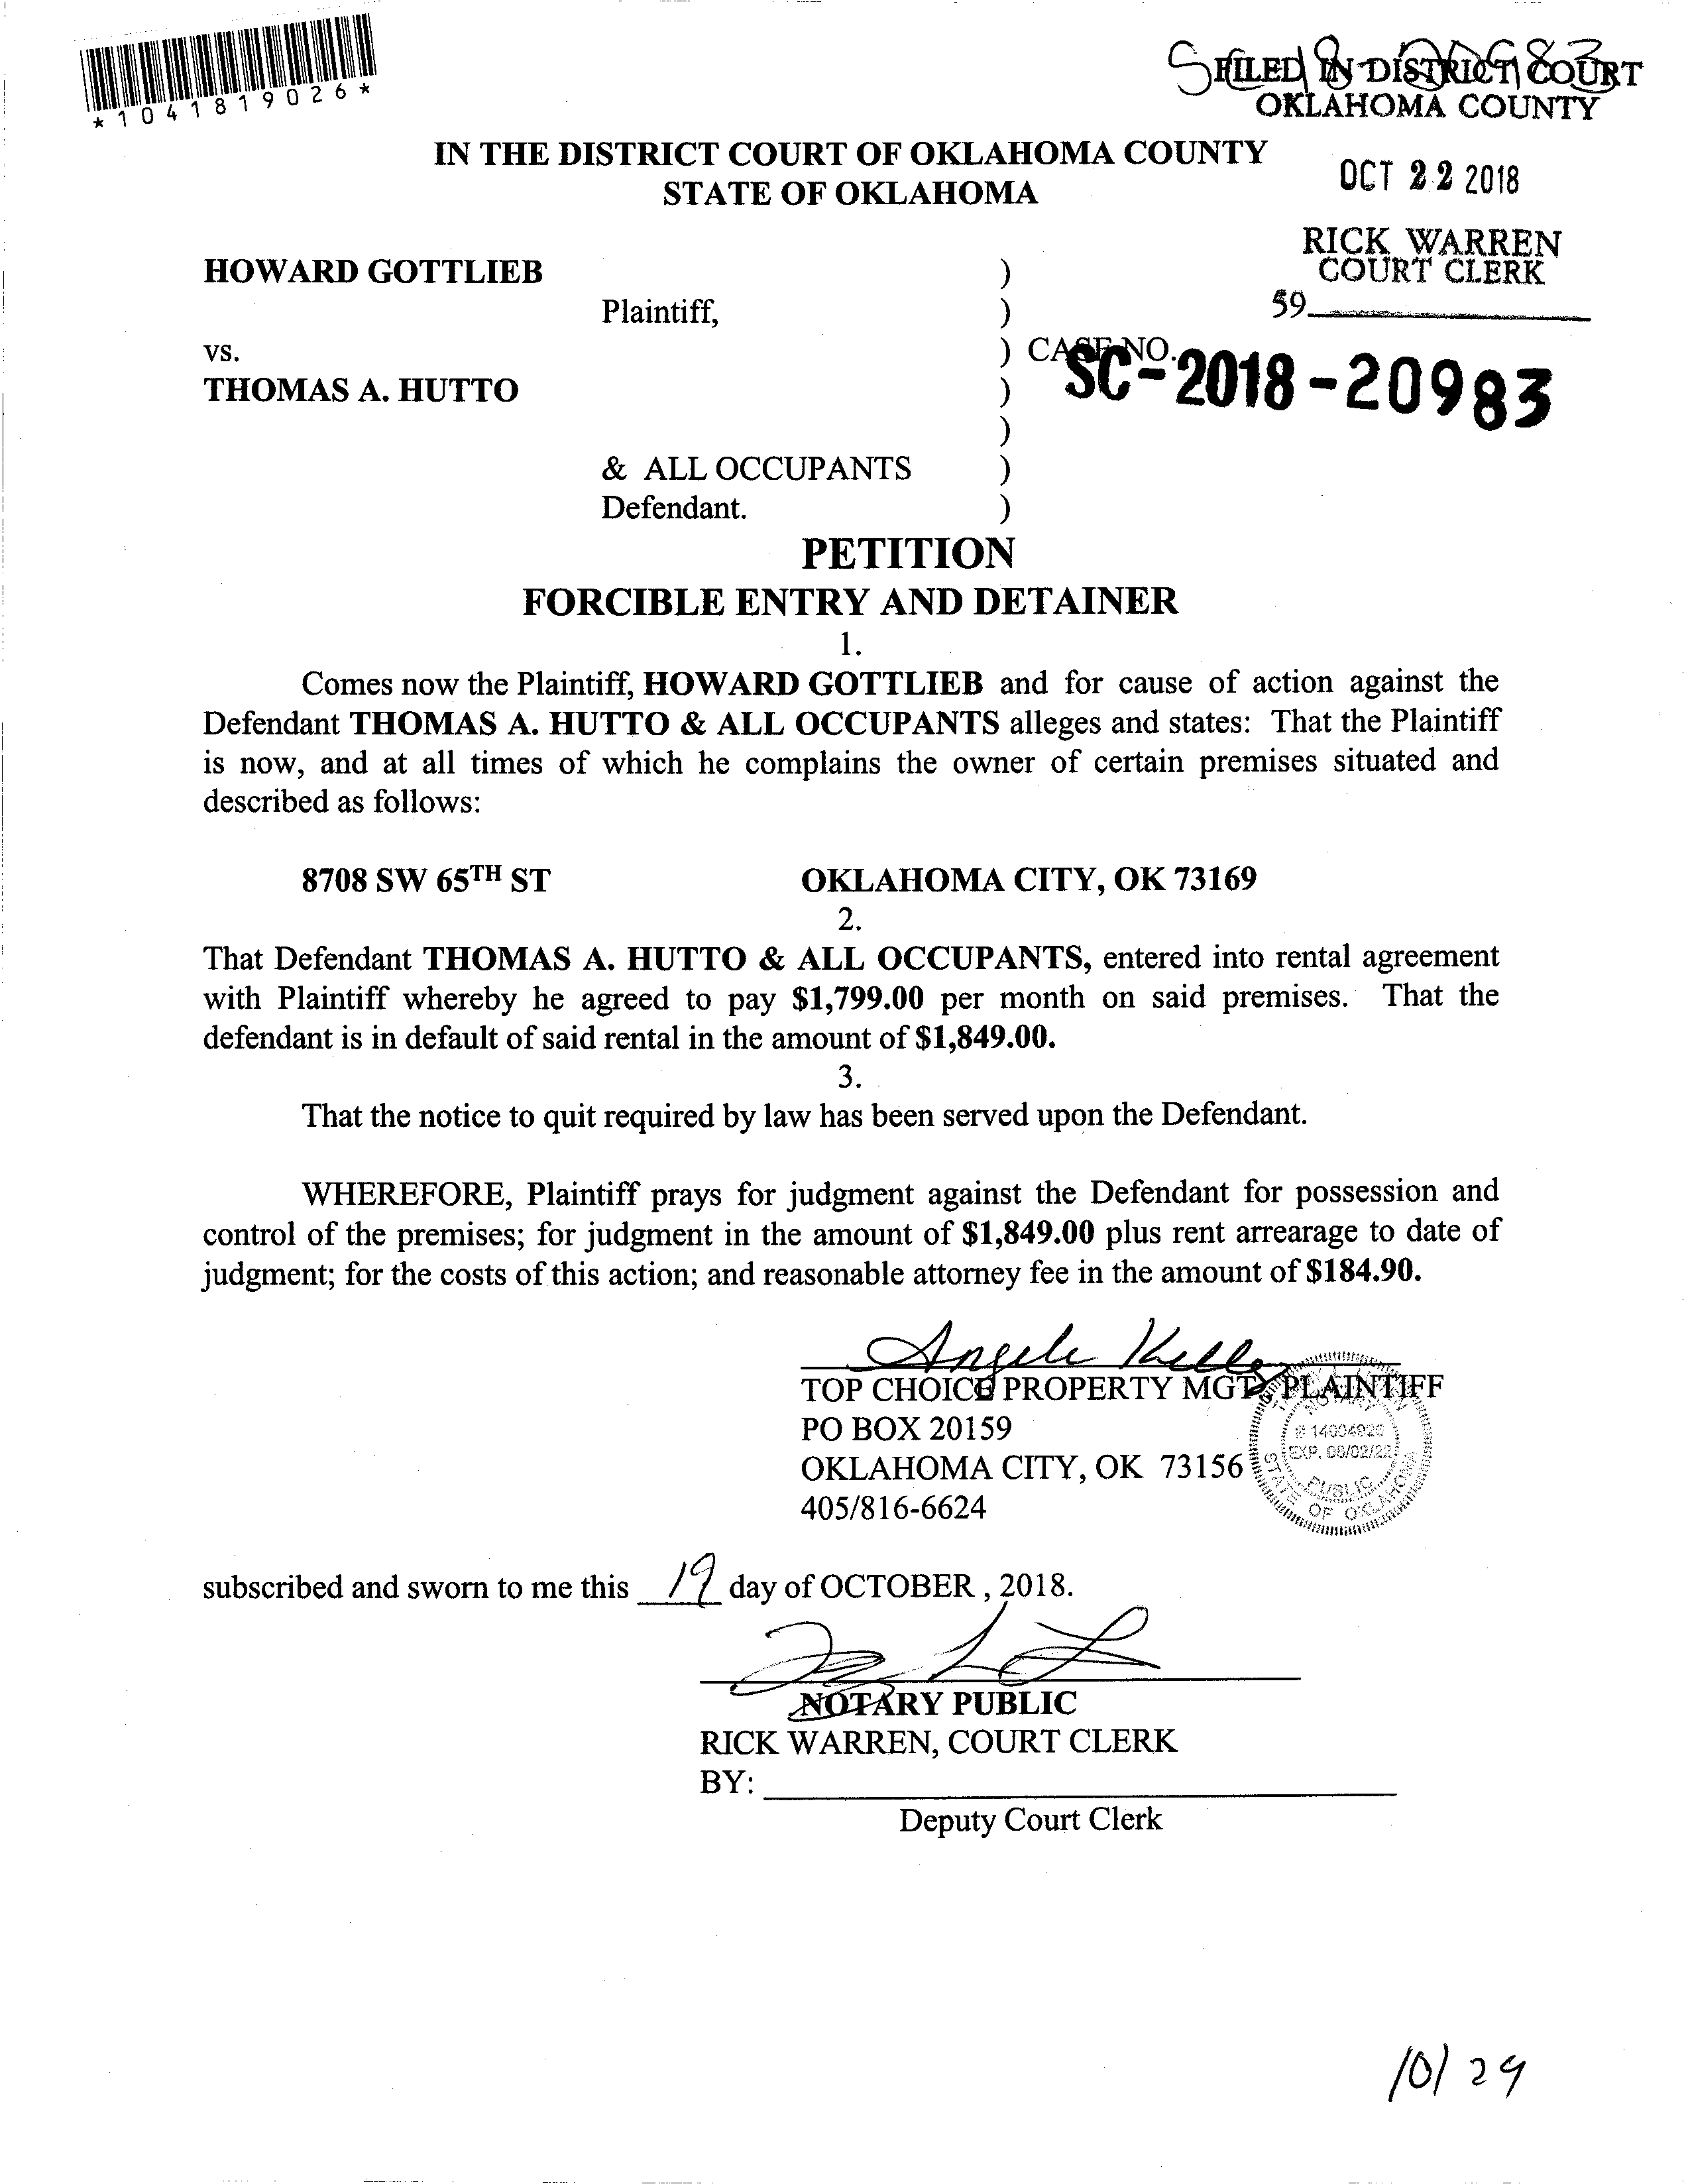 *1041819026*
FILED IN DISTRICT COURT
OKLAHOMA COUNTY
IN THE DISTRICT COURT OF OKLAHOMA COUNTY
STATE OF OKLAHOMA
OCT 22 2018
RICK WARREN
COURT CLERK
59
HOWARD GOTTLIEB )
Plaintiff, )
vs. ) CASE NO. SC-2018-20983
THOMAS A. HUTTO )
)
& ALL OCCUPANTS )
Defendant. )
PETITION
FORCIBLE ENTRY AND DETAINER
1.
Comes now the Plaintiff, HOWARD GOTTLIEB and for cause of action against the
Defendant THOMAS A. HUTTO & ALL OCCUPANTS alleges and states: That the Plaintiff
is now, and at all times of which he complains the owner of certain premises situated and
described as follows:
8708 SW 65TH ST OKLAHOMA CITY, OK 73169
2.
That Defendant THOMAS A. HUTTO & ALL OCCUPANTS, entered into rental agreement
with Plaintiff whereby he agreed to pay $1,799.00 per month on said premises. That the
defendant is in default of said rental in the amount of $1,849.00.
3.
That the notice to quit required by law has been served upon the Defendant.
WHEREFORE, Plaintiff prays for judgment against the Defendant for possession and
control of the premises; for judgment in the amount of $1,849.00 plus rent arrearage to date of
judgment; for the costs of this action; and reasonable attorney fee in the amount of $184.90.
TOP CHOICE PROPERTY MGT, PLAINTIFF
PO BOX 20159
OKLAHOMA CITY, OK 73156
405/816-6624
NOTARY
EXP. 06/02/22
PUBLIC
STATE OF OKLAHOMA
subscribed and sworn to me this 19 day of OCTOBER , 2018.
NOTARY PUBLIC
RICK WARREN, COURT CLERK
BY:
Deputy Court Clerk
10/29